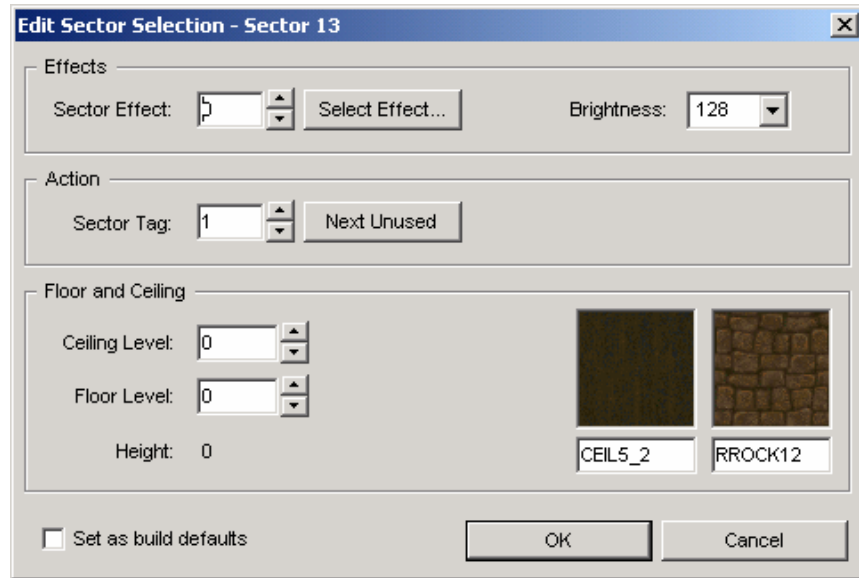 Edit Sector Selection - Sector 13
Effects
Sector Effect: Select Effect... Brightness: 128
Action
Sector Tag: 1 Next Unused
Floor and Ceiling
Ceiling Level: 0
Floor Level: 0
Height: 0
CEIL5_2 RROCK12
Set as build defaults OK Cancel